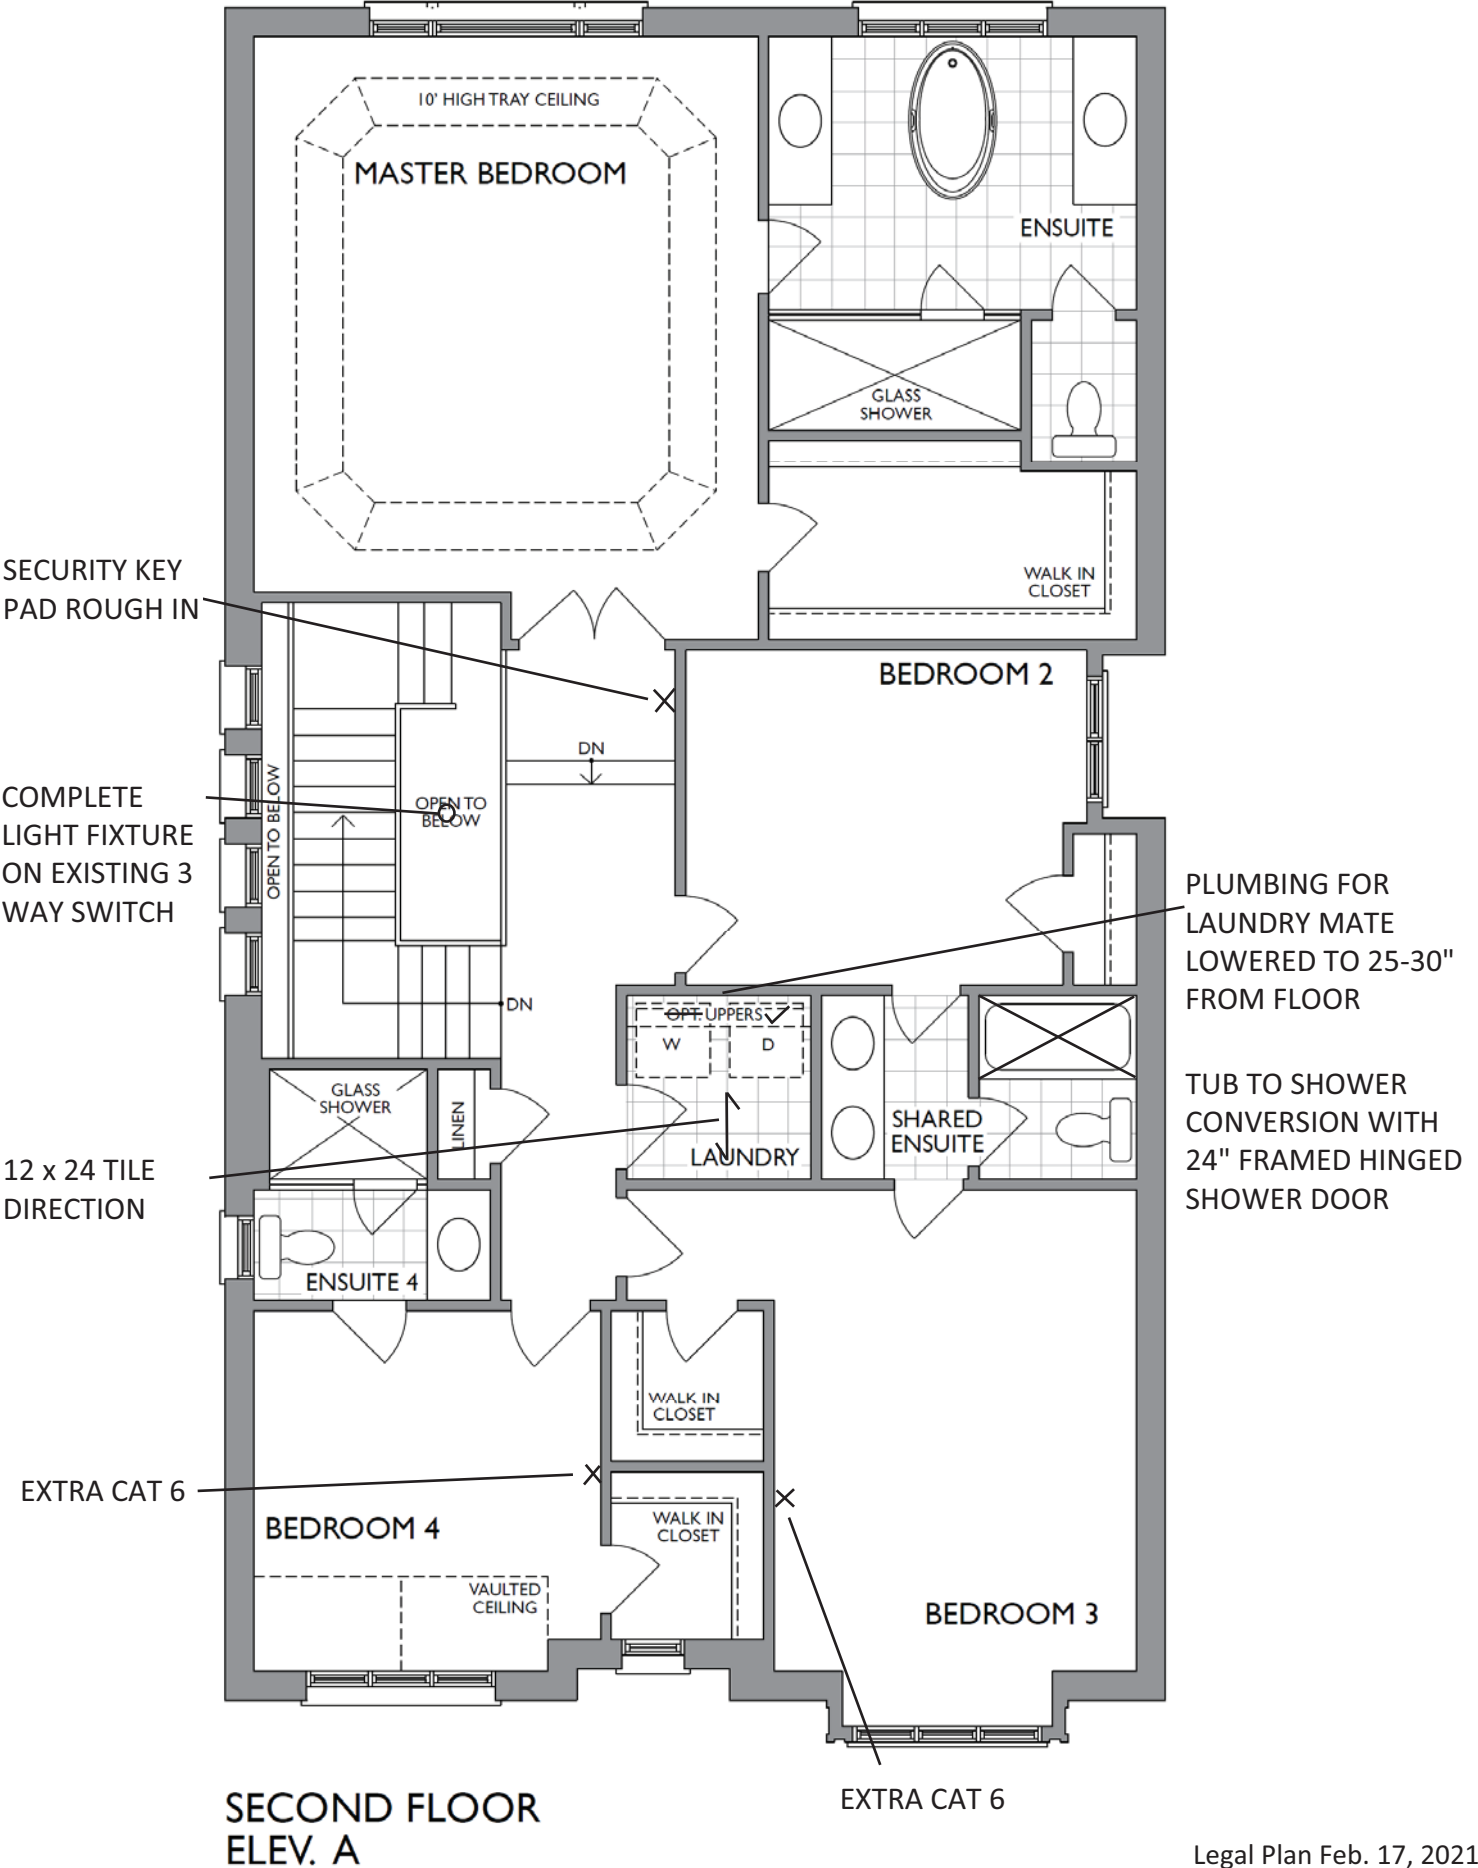 10' HIGH TRAY CEILING
MASTER BEDROOM
ENSUITE
GLASS
SHOWER
WALK IN
CLOSET
SECURITY KEY
PAD ROUGH IN
BEDROOM 2
DN
COMPLETE
LIGHT FIXTURE
ON EXISTING 3
WAY SWITCH
OPEN TO BELOW
OPEN TO
BELOW
PLUMBING FOR
LAUNDRY MATE
LOWERED TO 25-30"
FROM FLOOR
DN
OPT. UPPERS
W
D
GLASS
SHOWER
LINEN
LAUNDRY
SHARED
ENSUITE
TUB TO SHOWER
CONVERSION WITH
24" FRAMED HINGED
SHOWER DOOR
12 x 24 TILE
DIRECTION
ENSUITE 4
WALK IN
CLOSET
EXTRA CAT 6
BEDROOM 4
WALK IN
CLOSET
VAULTED
CEILING
BEDROOM 3
EXTRA CAT 6
SECOND FLOOR
ELEV. A
Legal Plan Feb. 17, 2021